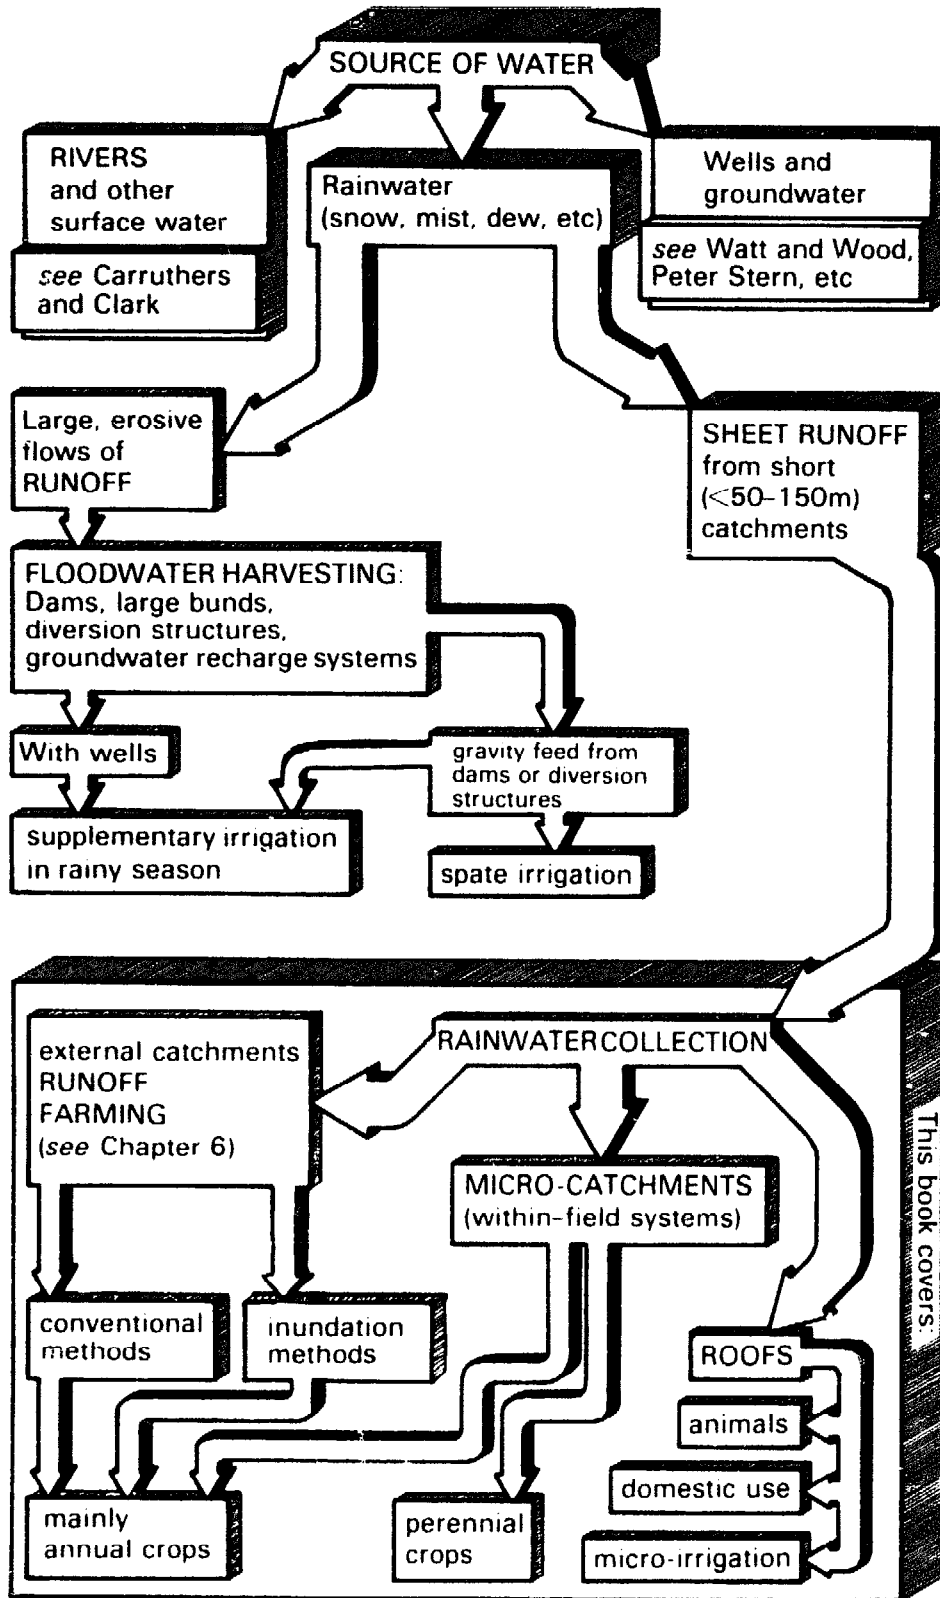 SOURCE OF WATER
RIVERS
and other
surface water
see Carruthers
and Clark
Rainwater
(snow, mist, dew, etc)
Wells and
groundwater
see Watt and Wood,
Peter Stern, etc
Large, erosive
flows of
RUNOFF
SHEET RUNOFF
from short
(<50–150m)
catchments
FLOODWATER HARVESTING:
Dams, large bunds,
diversion structures,
groundwater recharge systems
With wells
gravity feed from
dams or diversion
structures
supplementary irrigation
in rainy season
spate irrigation
This book covers:
RAINWATER COLLECTION
external catchments
RUNOFF
FARMING
(see Chapter 6)
MICRO-CATCHMENTS
(within-field systems)
conventional
methods
inundation
methods
ROOFS
animals
domestic use
micro-irrigation
mainly
annual crops
perennial
crops